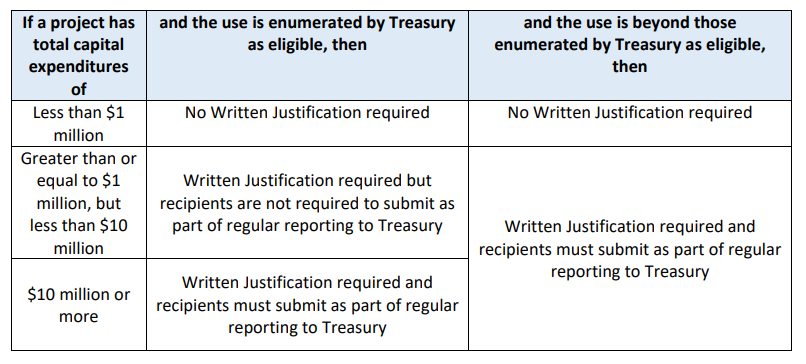 If a project has
total capital
expenditures
of
and the use is enumerated by Treasury
as eligible, then
and the use is beyond those
enumerated by Treasury as eligible,
then
Less than $1
million
No Written Justification required
No Written Justification required
Greater than or
equal to $1
million, but
less than $10
million
Written Justification required but
recipients are not required to submit as
part of regular reporting to Treasury
Written Justification required and
recipients must submit as part of regular
reporting to Treasury
$10 million or
more
Written Justification required and
recipients must submit as part of regular
reporting to Treasury